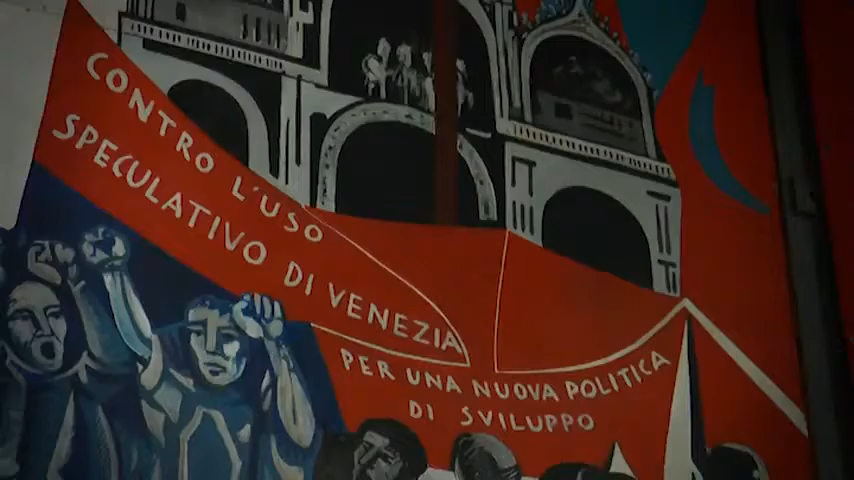 CONTRO L'USO
SPECULATIVO DI VENEZIA
PER UNA NUOVA POLITICA
DI SVILUPPO